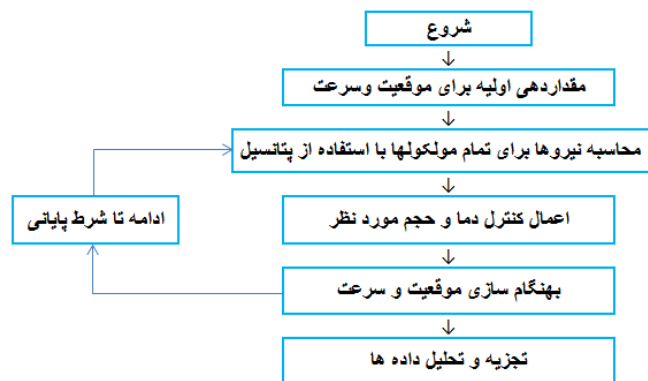 شروع
مقداردهی اولیه برای موقعیت وسرعت
محاسبه نیروها برای تمام مولکولها با استفاده از پتانسیل
اعمال کنترل دما و حجم مورد نظر
ادامه تا شرط پایانی
بهنگام سازی موقعیت و سرعت
تجزیه و تحلیل داده ها